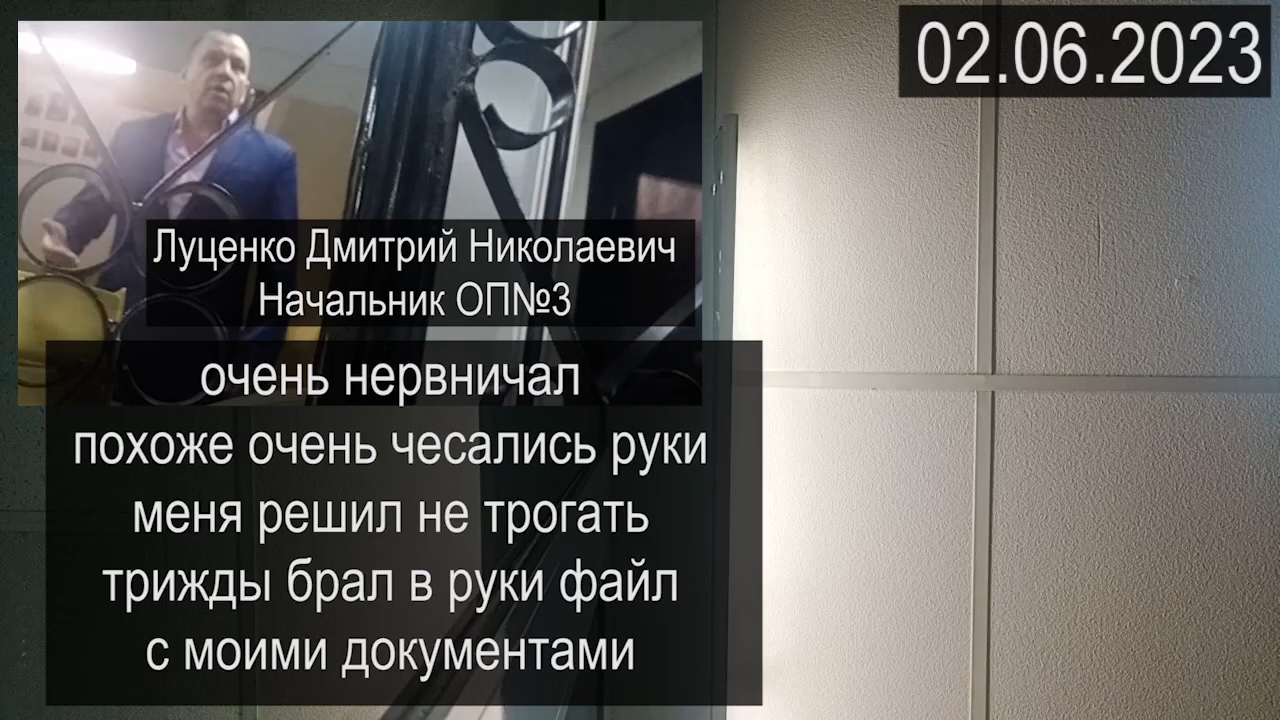 02.06.2023
Луценко Дмитрий Николаевич
Начальник ОП№3
очень нервничал
похоже очень чесались руки
меня решил не трогать
трижды брал в руки файл
с моими документами